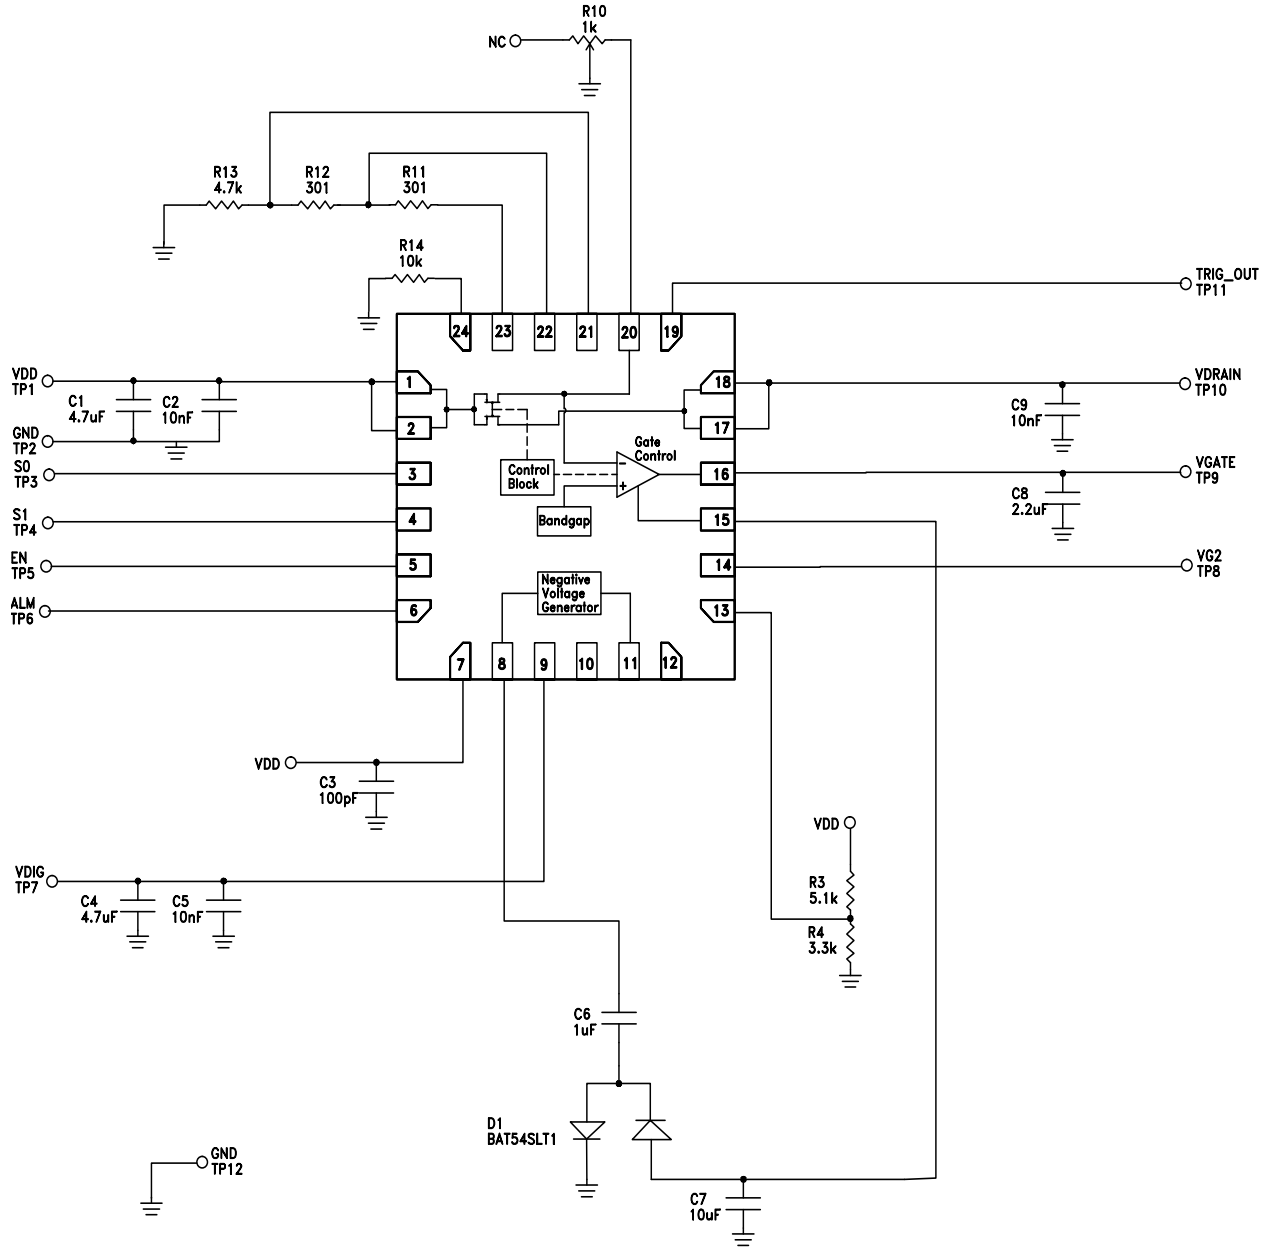 R10
1k
NC
R13
4.7k
R12
301
R11
301
R14
10k
TRIG_OUT
TP11
24
23
22
21
20
19
VDD
TP1
C1
4.7uF
C2
10nF
GND
TP2
S0
TP3
S1
TP4
EN
TP5
ALM
TP6
1
2
3
4
5
6
18
17
16
15
14
13
Gate
Control
−
+
Control
Block
Bandgap
Negative
Voltage
Generator
VDRAIN
TP10
C9
10nF
VGATE
TP9
C8
2.2uF
VG2
TP8
7
8
9
10
11
12
VDD
C3
100pF
VDD
R3
5.1k
R4
3.3k
VDIG
TP7
C4
4.7uF
C5
10nF
C6
1uF
D1
BAT54SLT1
GND
TP12
C7
10uF